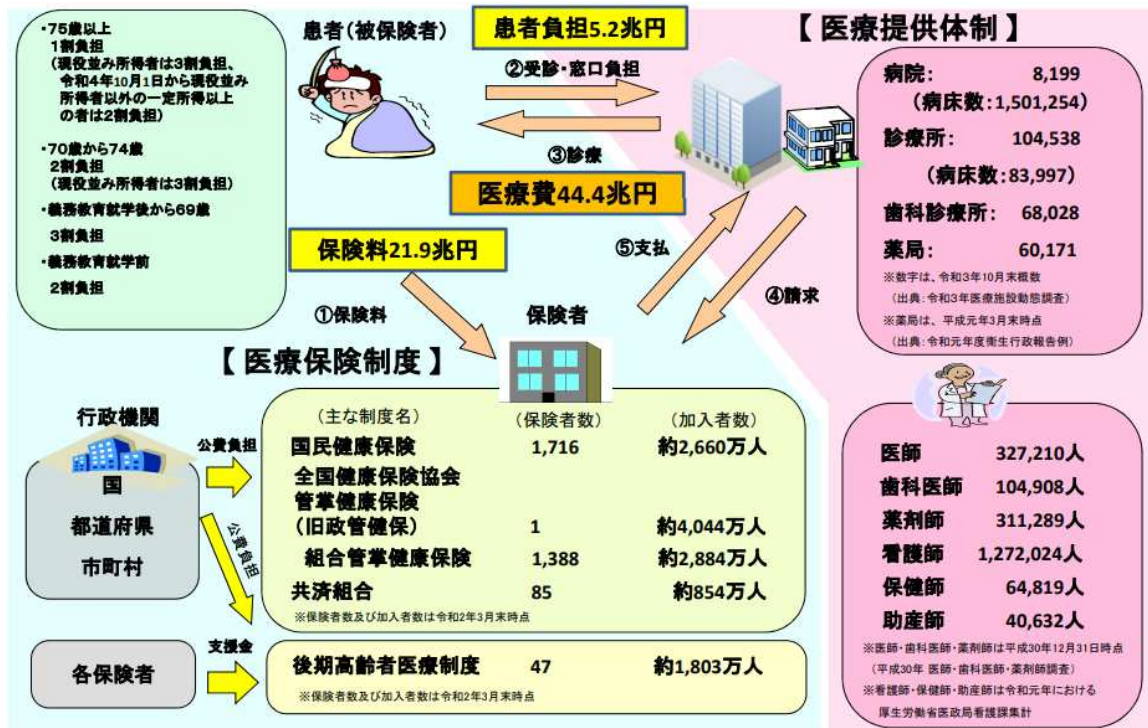 ・75歳以上
1割負担
(現役並み所得者は3割負担、
令和4年10月1日から現役並み
所得者以外の一定所得以上
の者は2割負担)
・70歳から74歳
2割負担
(現役並み所得者は3割負担)
・義務教育就学後から69歳
3割負担
・義務教育就学前
2割負担
患者(被保険者)
患者負担5.2兆円
②受診・窓口負担
③診療
医療費44.4兆円
保険料21.9兆円
⑤支払
④請求
①保険料
保険者
【医療提供体制】
病院: 8,199
(病床数:1,501,254)
診療所: 104,538
(病床数:83,997)
歯科診療所: 68,028
薬局: 60,171
※数字は、令和3年10月末概数
(出典:令和3年医療施設動態調査)
※薬局は、平成元年3月末時点
(出典:令和元年度衛生行政報告例)
【医療保険制度】
行政機関
国
都道府県
市町村
公費負担
公費負担
(主な制度名) (保険者数) (加入者数)
国民健康保険 1,716 約2,660万人
全国健康保険協会
管掌健康保険
(旧政管健保) 1 約4,044万人
組合管掌健康保険 1,388 約2,884万人
共済組合 85 約854万人
※保険者数及び加入者数は令和2年3月末時点
各保険者
支援金
後期高齢者医療制度 47 約1,803万人
※保険者数及び加入者数は令和2年3月末時点
医師 327,210人
歯科医師 104,908人
薬剤師 311,289人
看護師 1,272,024人
保健師 64,819人
助産師 40,632人
※医師・歯科医師・薬剤師は平成30年12月31日時点
(平成30年 医師・歯科医師・薬剤師調査)
※看護師・保健師・助産師は令和元年における
厚生労働省医政局看護課集計